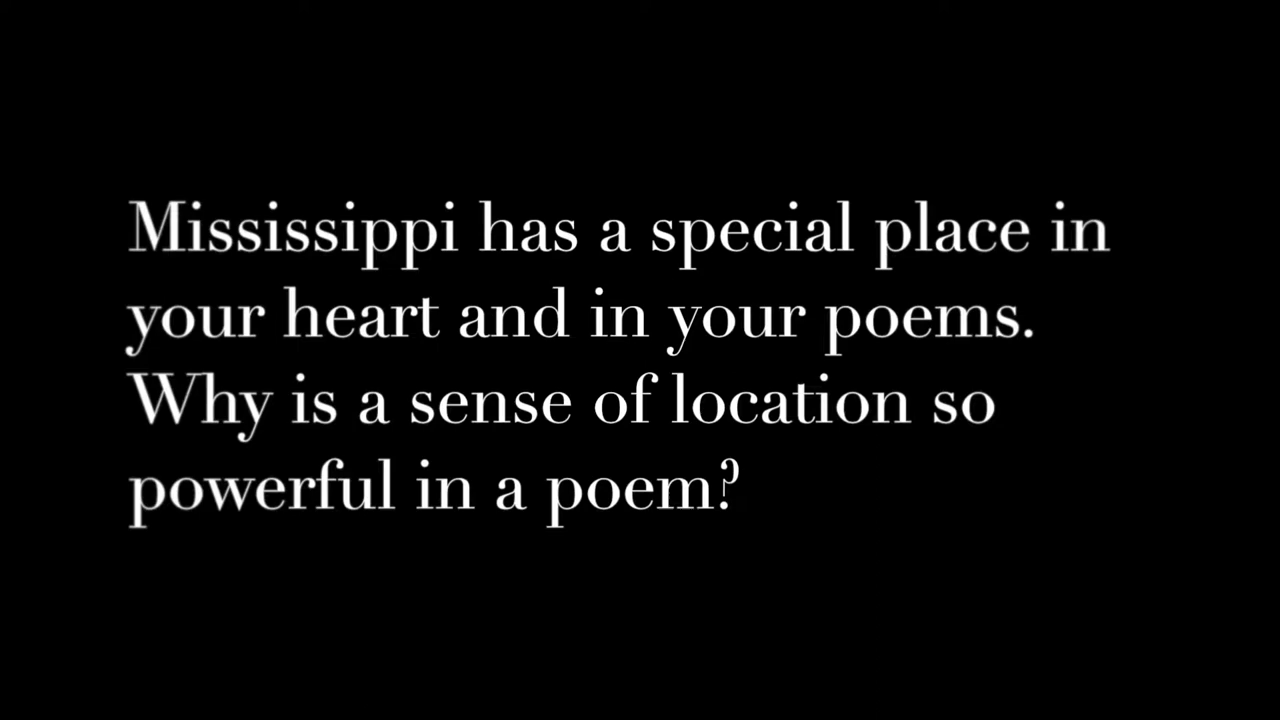 Mississippi has a special place in
your heart and in your poems.
Why is a sense of location so
powerful in a poem?